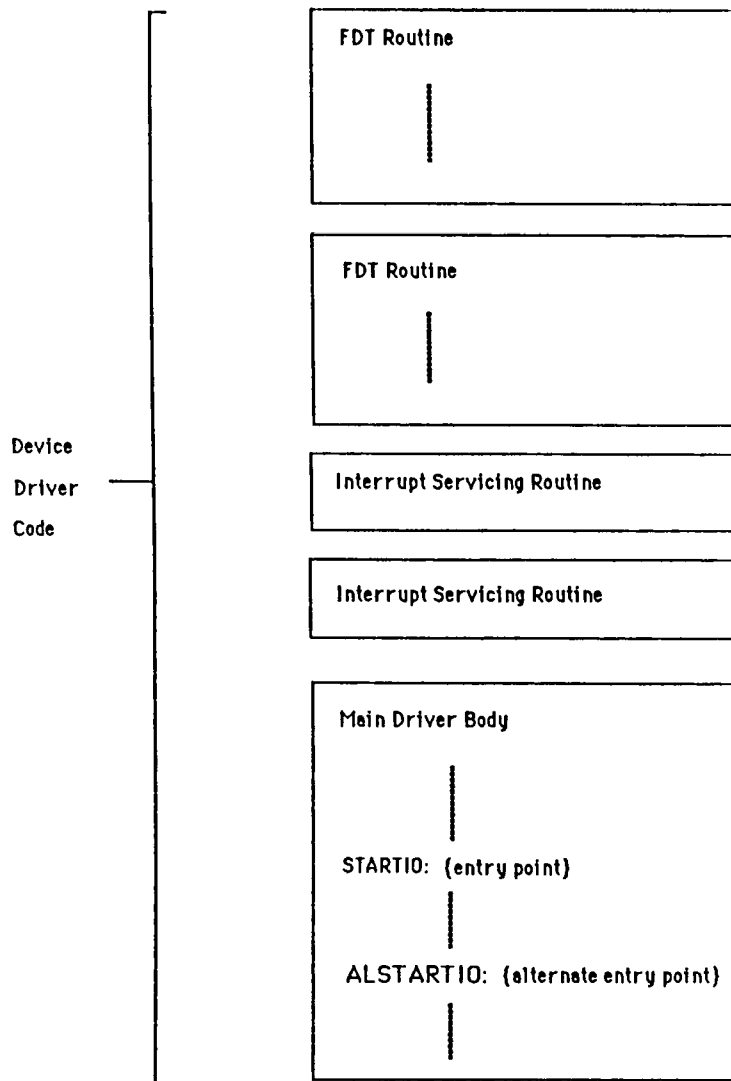 FDT Routine
FDT Routine
Device
Driver
Code
Interrupt Servicing Routine
Interrupt Servicing Routine
Main Driver Body
STARTIO: (entry point)
ALSTARTIO: (alternate entry point)